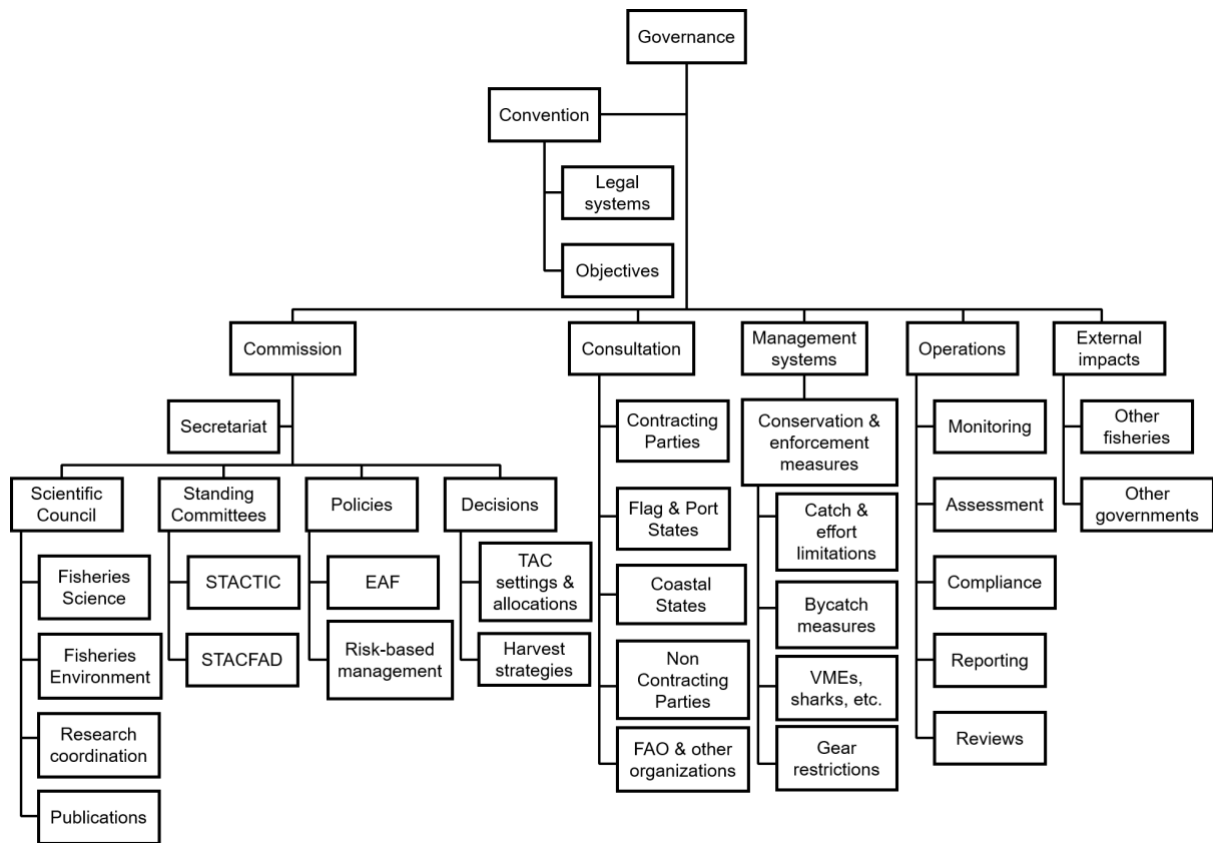 Governance
Convention
Legal
systems
Objectives
Commission
Consultation
Management
systems
Operations
External
impacts
Secretariat
Scientific
Council
Standing
Committees
Policies
Decisions
Fisheries
Science
Fisheries
Environment
Research
coordination
Publications
STACTIC
STACFAD
EAF
Risk-based
management
TAC
settings &
allocations
Harvest
strategies
Contracting
Parties
Flag & Port
States
Coastal
States
Non
Contracting
Parties
FAO & other
organizations
Conservation &
enforcement
measures
Catch &
effort
limitations
Bycatch
measures
VMEs,
sharks, etc.
Gear
restrictions
Monitoring
Assessment
Compliance
Reporting
Reviews
Other
fisheries
Other
governments